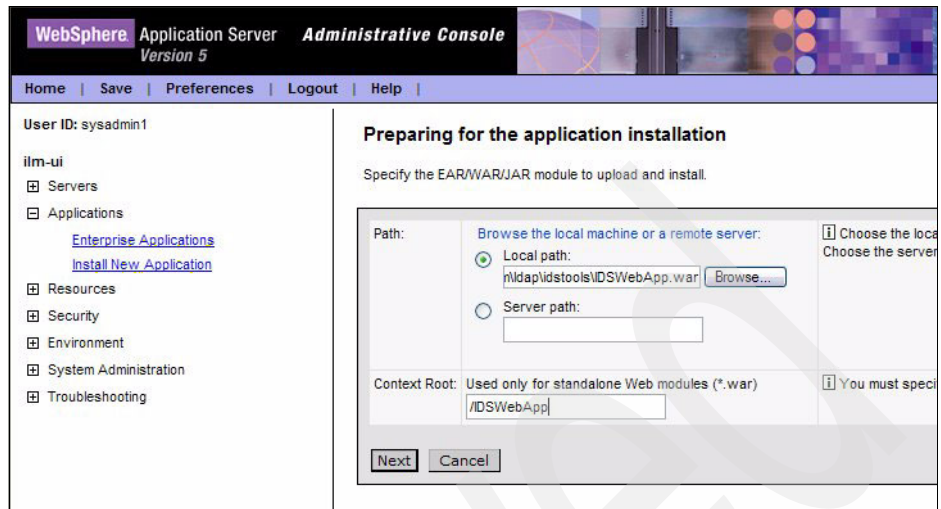 WebSphere. Application Server Administrative Console
Version 5
Home | Save | Preferences | Logout | Help |
User ID: sysadmin1
ilm-ui
Servers
Applications
Enterprise Applications
Install New Application
Resources
Security
Environment
System Administration
Troubleshooting
Preparing for the application installation
Specify the EAR/WAR/JAR module to upload and install.
Path:
Browse the local machine or a remote server:
Local path:
n\ldap\idstools\IDSWebApp.war Browse...
Server path:
i Choose the loca
Choose the server
Context Root:
Used only for standalone Web modules (*.war)
/IDSWebApp
i You must speci
Next Cancel